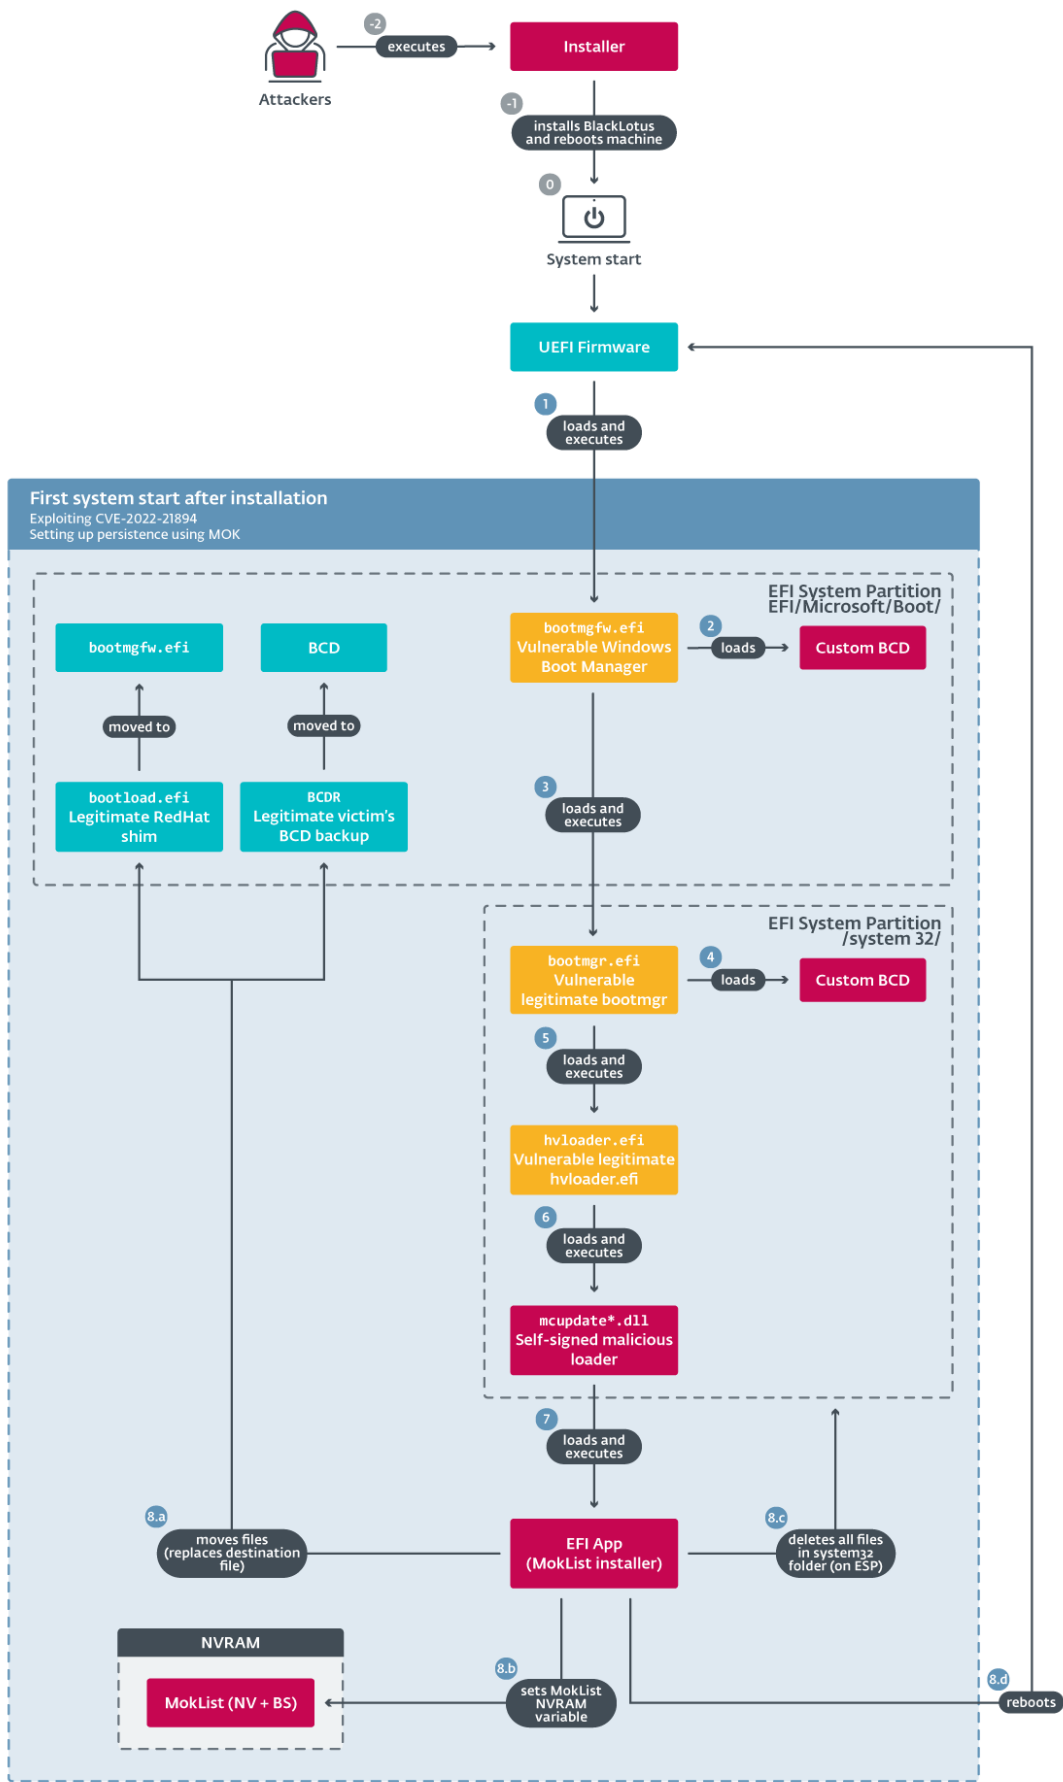 -2
executes
Installer
Attackers
-1
installs BlackLotus
and reboots machine
0
System start
UEFI Firmware
1
loads and
executes
First system start after installation
Exploiting CVE-2022-21894
Setting up persistence using MOK
EFI System Partition
EFI/Microsoft/Boot/
bootmgfw.efi
BCD
bootmgfw.efi
Vulnerable Windows
Boot Manager
2
loads
Custom BCD
moved to
moved to
bootload.efi
Legitimate RedHat
shim
BCDR
Legitimate victim's
BCD backup
3
loads and
executes
EFI System Partition
/system 32/
bootmgr.efi
Vulnerable
legitimate bootmgr
4
loads
Custom BCD
5
loads and
executes
hvloader.efi
Vulnerable legitimate
hvloader.efi
6
loads and
executes
mcupdate*.dll
Self-signed malicious
loader
7
loads and
executes
8.a
moves files
(replaces destination
file)
EFI App
(MokList installer)
8.c
deletes all files
in system32
folder (on ESP)
NVRAM
MokList (NV + BS)
8.b
sets MokList
NVRAM
variable
8.d
reboots